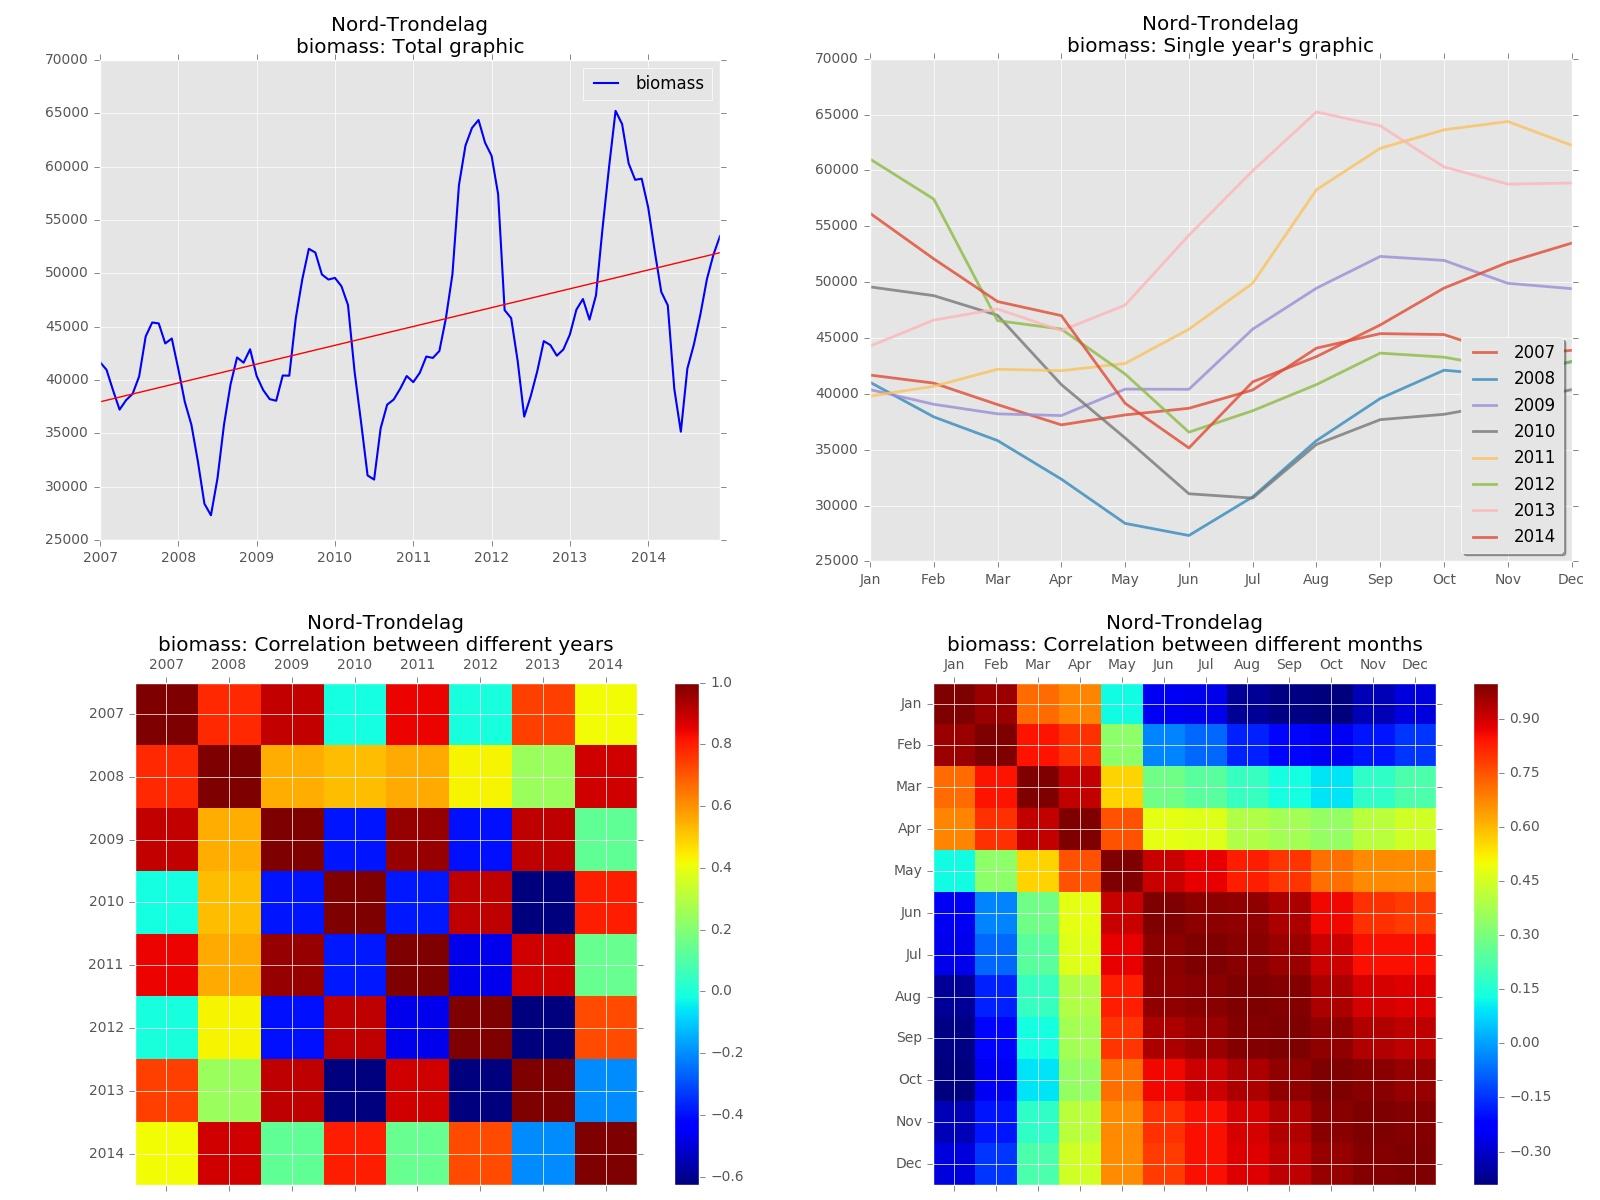 Nord-Trondelag
biomass: Total graphic
70000
65000
60000
55000
50000
45000
40000
35000
30000
25000
2007 2008 2009 2010 2011 2012 2013 2014
biomass
Nord-Trondelag
biomass: Single year's graphic
70000
65000
60000
55000
50000
45000
40000
35000
30000
25000
Jan Feb Mar Apr May Jun Jul Aug Sep Oct Nov Dec
2007
2008
2009
2010
2011
2012
2013
2014
Nord-Trondelag
biomass: Correlation between different years
2007 2008 2009 2010 2011 2012 2013 2014
2007
2008
2009
2010
2011
2012
2013
2014
1.0
0.8
0.6
0.4
0.2
0.0
−0.2
−0.4
−0.6
Nord-Trondelag
biomass: Correlation between different months
Jan Feb Mar Apr May Jun Jul Aug Sep Oct Nov Dec
Jan
Feb
Mar
Apr
May
Jun
Jul
Aug
Sep
Oct
Nov
Dec
0.90
0.75
0.60
0.45
0.30
0.15
0.00
−0.15
−0.30